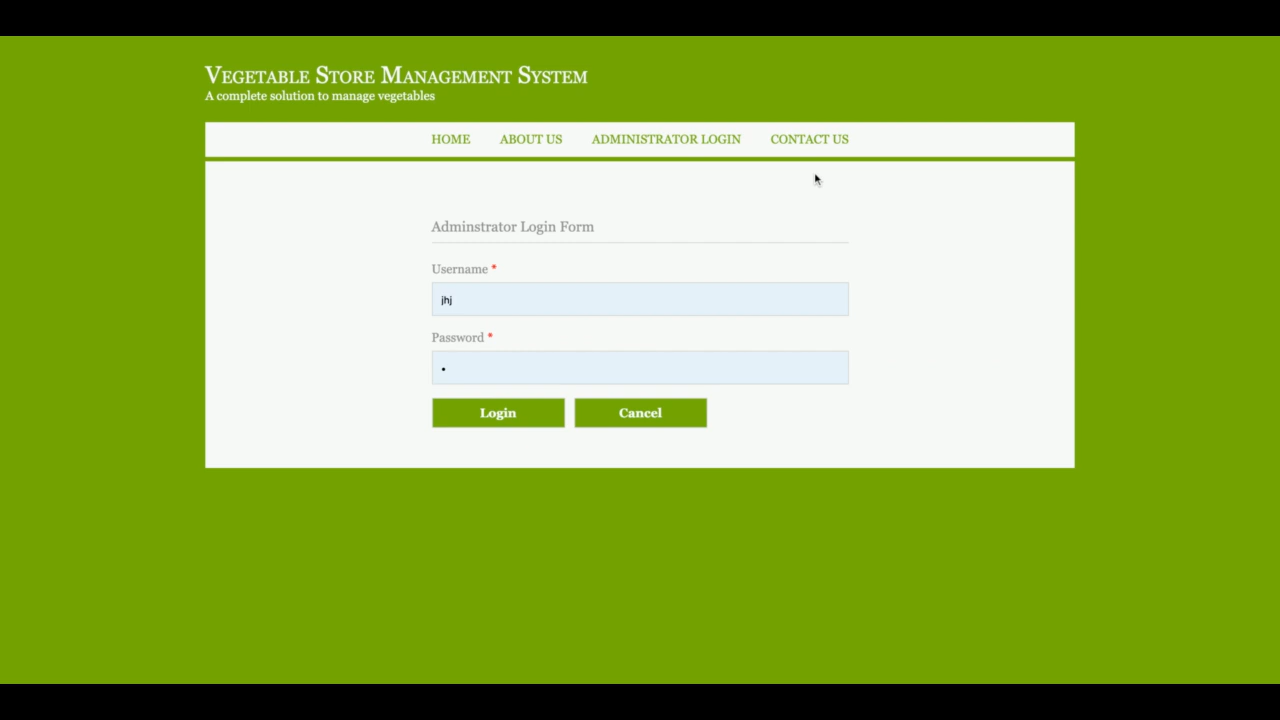 Vegetable Store Management System
A complete solution to manage vegetables
HOME ABOUT US ADMINISTRATOR LOGIN CONTACT US
Adminstrator Login Form
Username *
jhj
Password *
•
Login Cancel